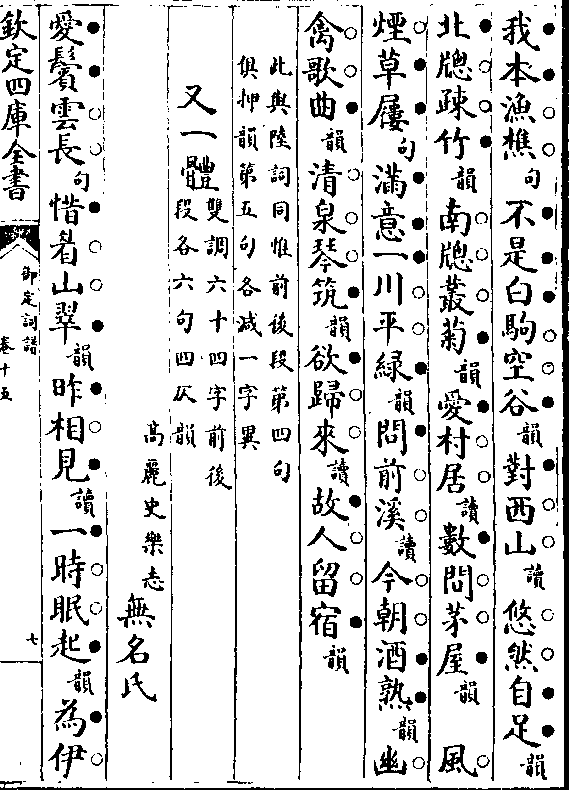 我本漁樵句不是白駒空谷韻對西山讀悠然自足韻
北牕疎竹韻南牕叢菊韻愛村居讀數問茅屋韻 風
煙草屨句滿意一川平綠韻問前溪讀今朝酒熟韻幽
禽歌曲韻清泉琴筑韻欲歸來讀故人留宿韻
此與陸詞同惟前後段第四句
俱押韻第五句各減一字異
又一體雙調六十四字前後
段各六句四仄韻
高麗史樂志無名氏
愛鬢雲長句惜眉山翠韻昨相見讀一時眠起韻為伊
欽定四庫全書
御定詞譜
卷十五
七